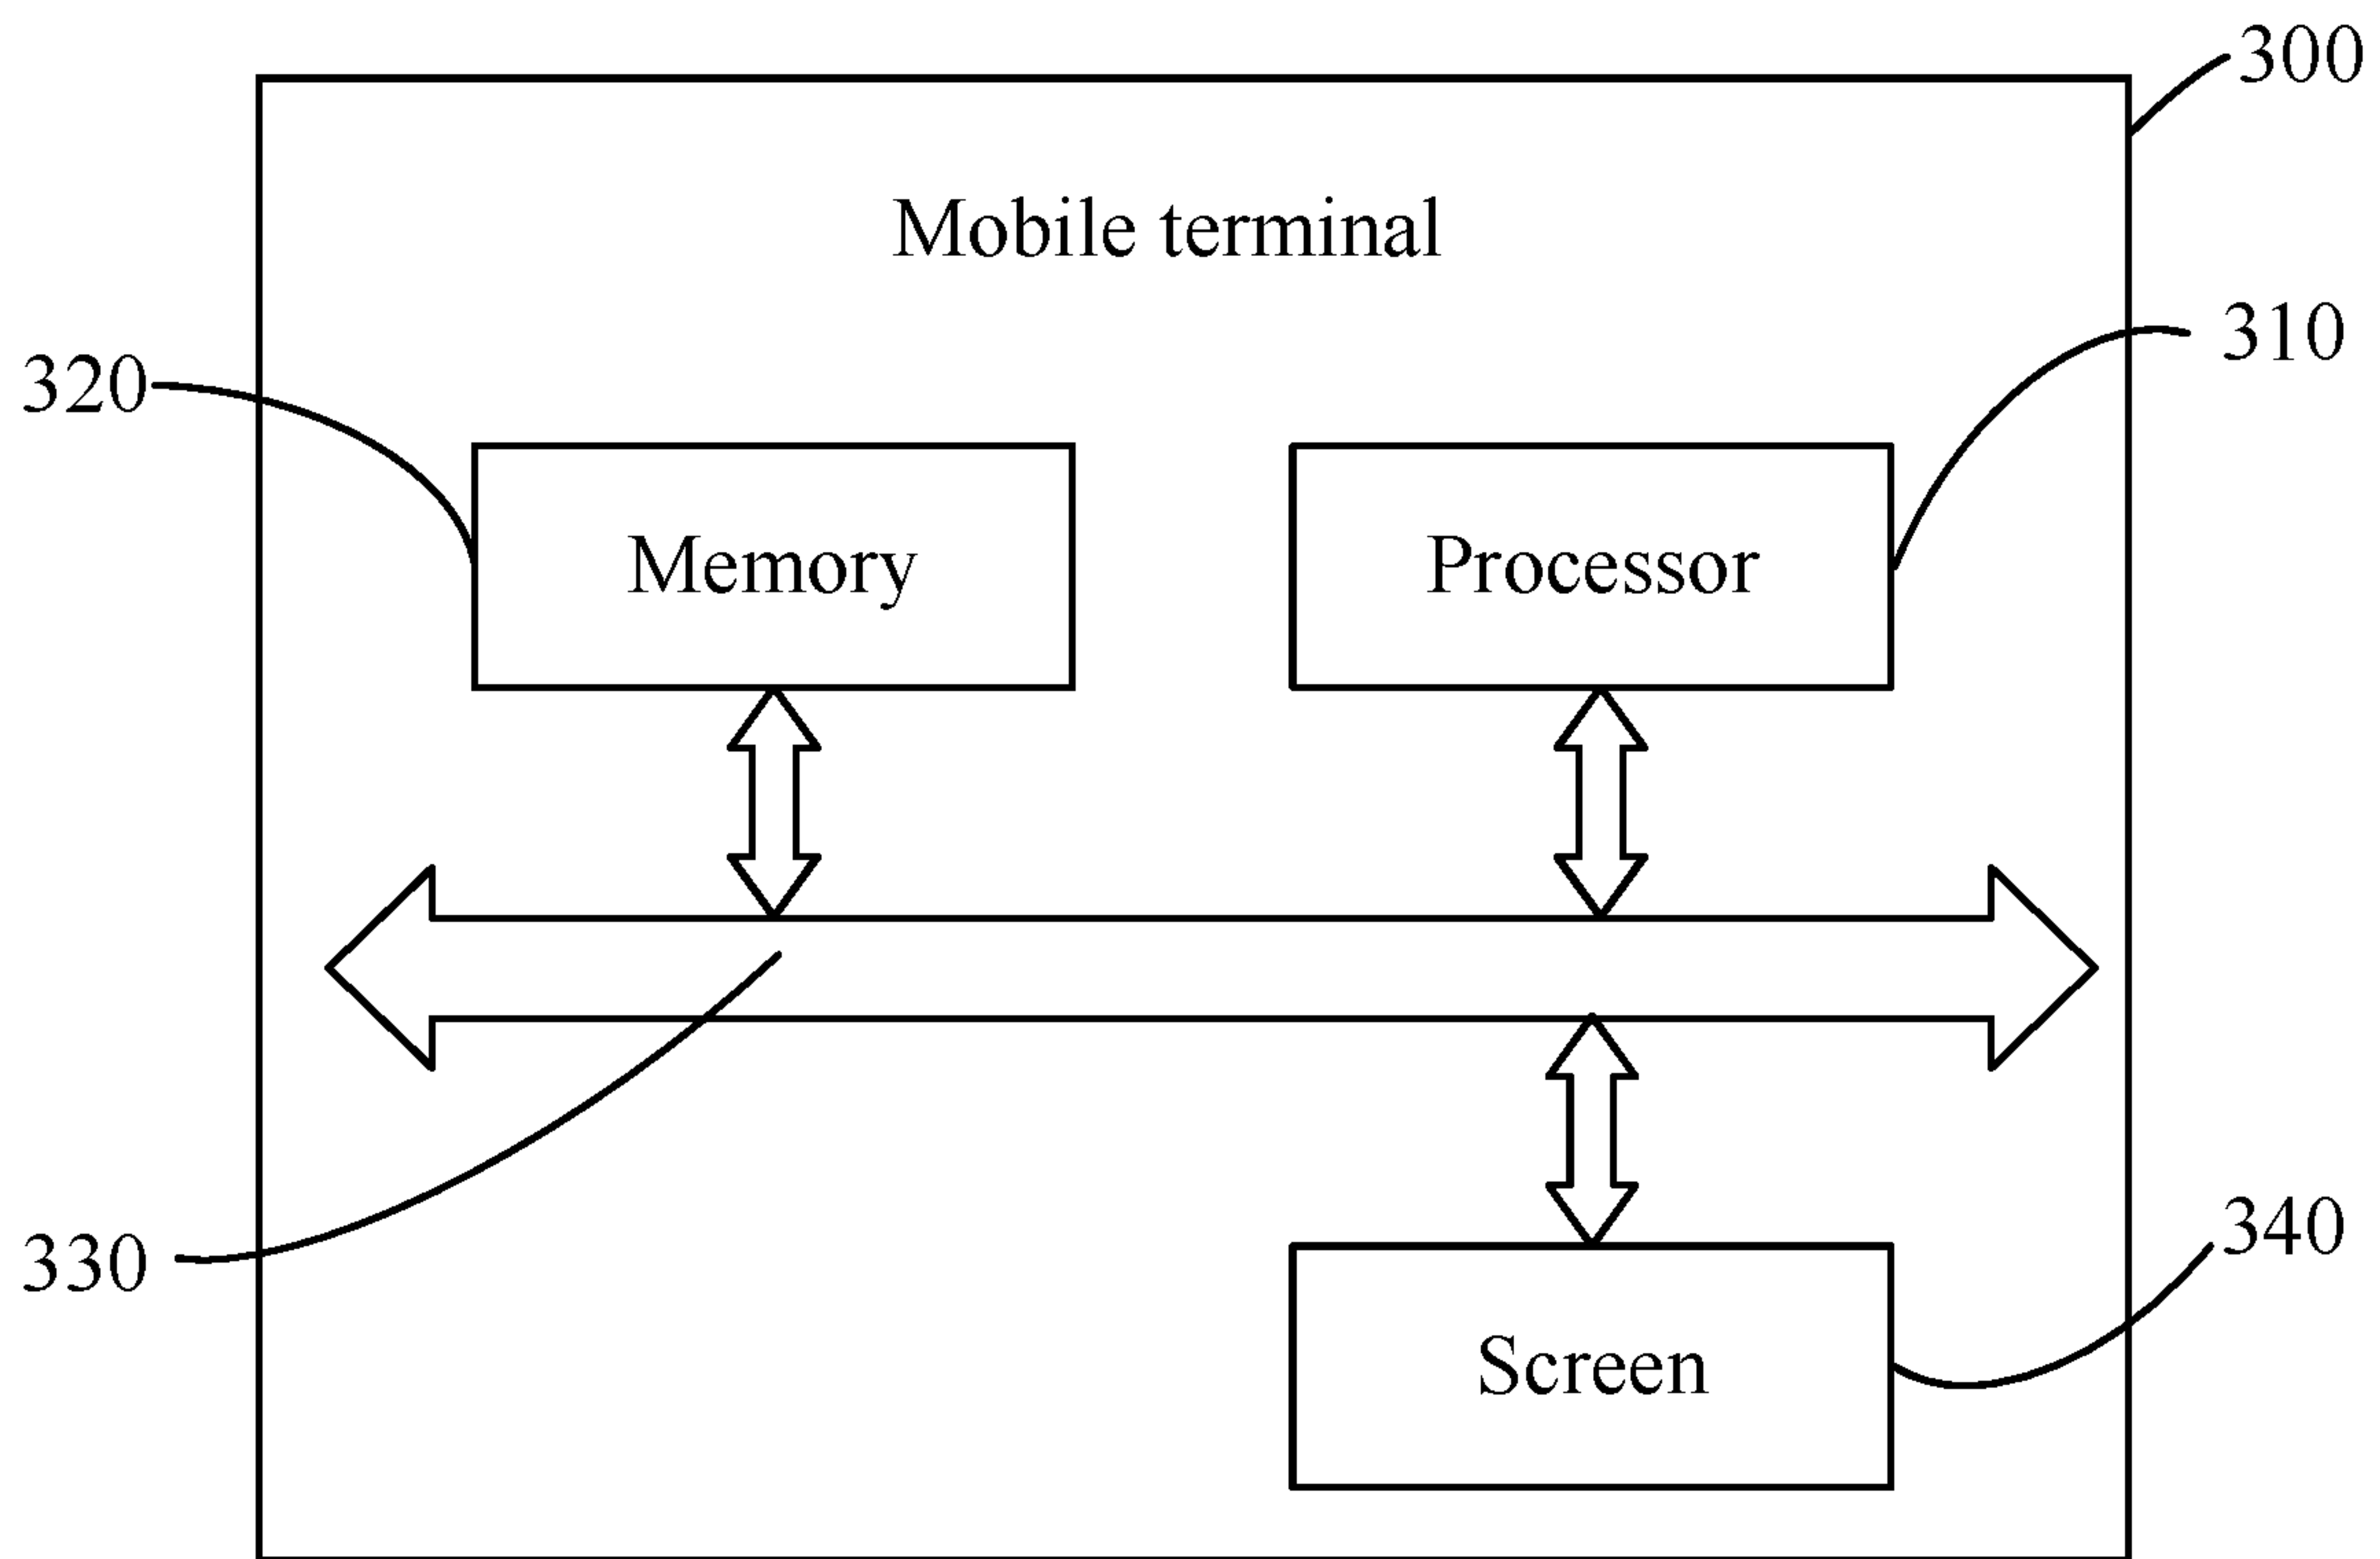 300
Mobile terminal
310
320
Memory
Processor
330
340
Screen